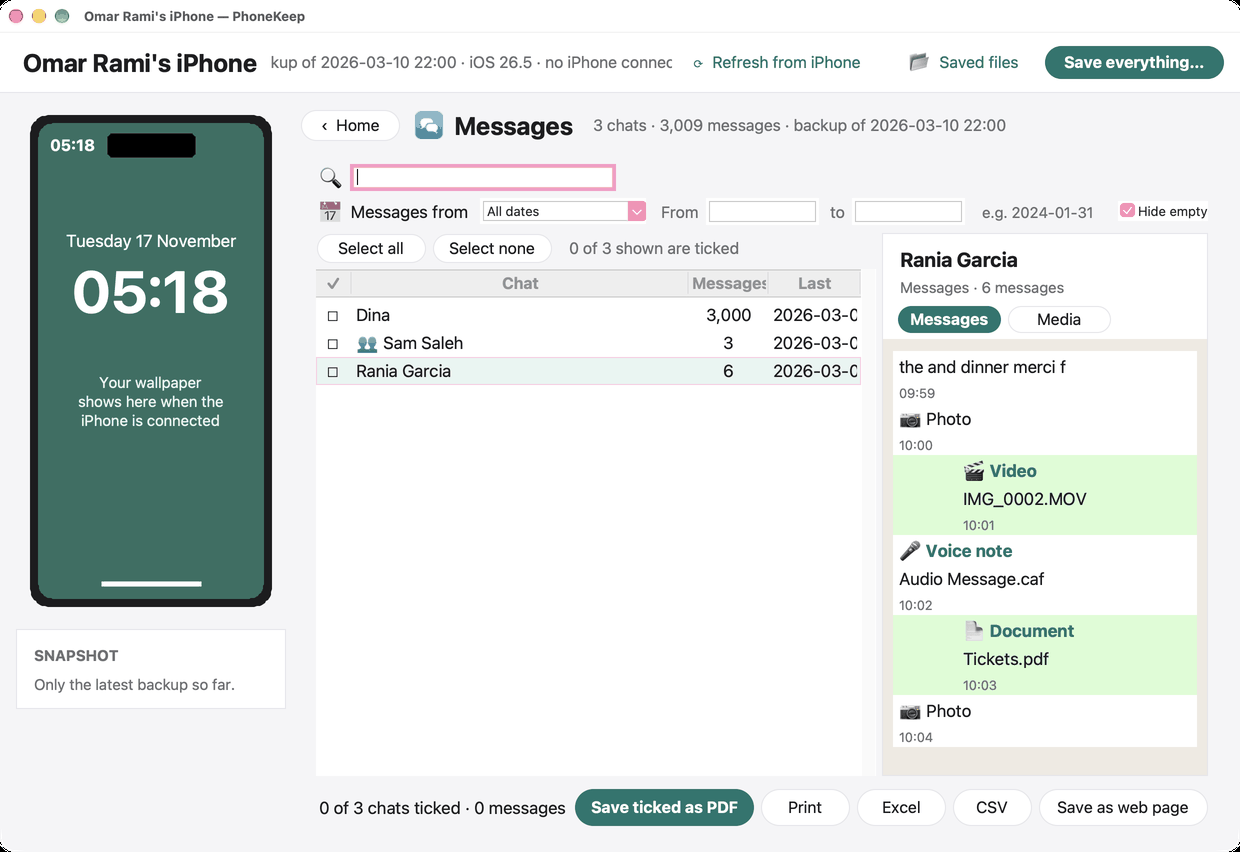 Omar Rami's iPhone — PhoneKeep
Omar Rami's iPhone
kup of 2026-03-10 22:00 · iOS 26.5 · no iPhone connec
Refresh from iPhone
Saved files
Save everything...
05:18
Tuesday 17 November
05:18
Your wallpaper
shows here when the
iPhone is connected
SNAPSHOT
Only the latest backup so far.
‹ Home
Messages
3 chats · 3,009 messages · backup of 2026-03-10 22:00
17
Messages from
All dates
From
to
e.g. 2024-01-31
Hide empty
Select all
Select none
0 of 3 shown are ticked
✓ Chat Messages Last
Dina 3,000 2026-03-0
Sam Saleh 3 2026-03-0
Rania Garcia 6 2026-03-0
Rania Garcia
Messages · 6 messages
Messages
Media
the and dinner merci f
09:59
Photo
10:00
Video
IMG_0002.MOV
10:01
Voice note
Audio Message.caf
10:02
Document
Tickets.pdf
10:03
Photo
10:04
0 of 3 chats ticked · 0 messages
Save ticked as PDF
Print
Excel
CSV
Save as web page